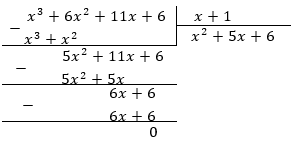 x³ + 6x² + 11x + 6 x + 1
− x³ + x² x² + 5x + 6
5x² + 11x + 6
− 5x² + 5x
6x + 6
− 6x + 6
0